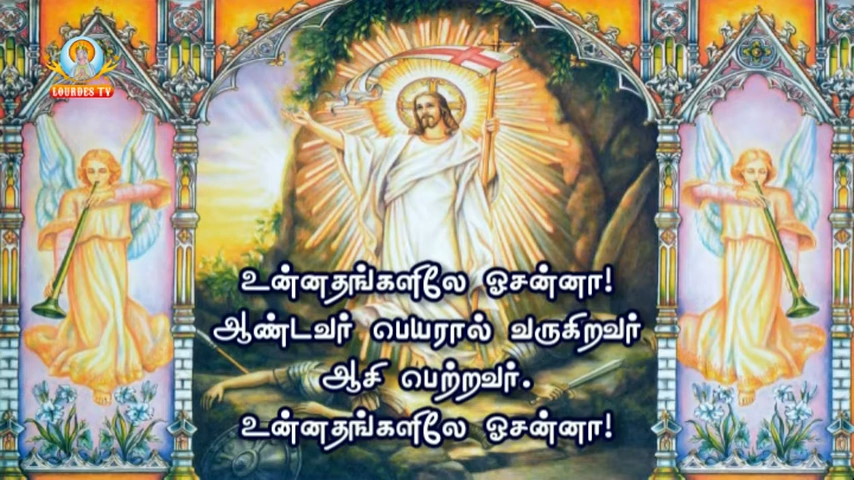 LOURDES TV
உன்னதங்களிலே ஓசன்னா!
ஆண்டவர் பெயரால் வருகிறவர்
ஆசி பெற்றவர்.
உன்னதங்களிலே ஓசன்னா!